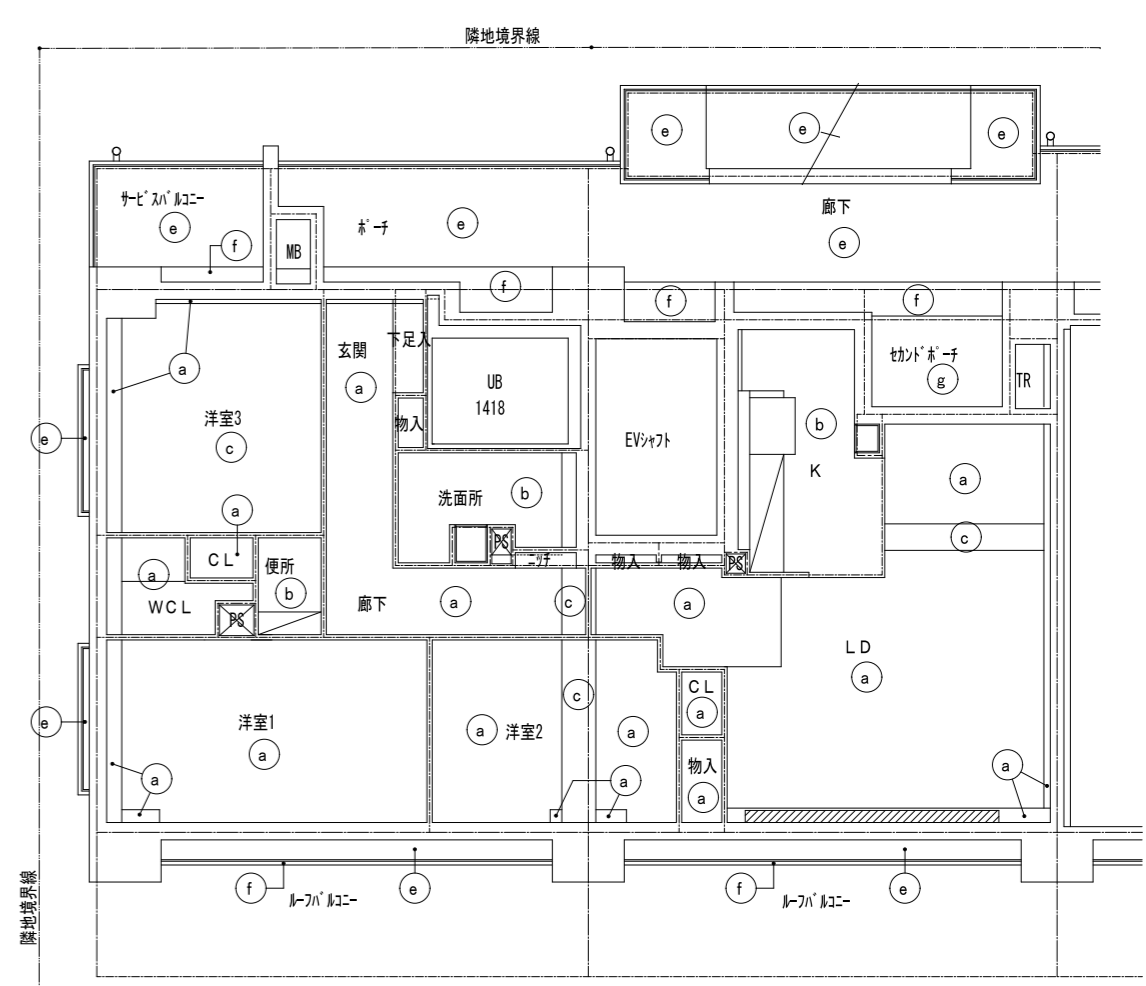 隣地境界線
e
e
e
ｻｰﾋﾞｽﾊﾞﾙｺﾆｰ
e
ﾎﾟｰﾁ
e
廊下
e
f
MB
f
f
f
a
玄関
a
下足入
UB
1418
ｾｶﾝﾄﾞﾎﾟｰﾁ
g
TR
洋室3
c
e
物入
EVｼｬﾌﾄ
b
K
a
a
洗面所
b
PS
c
CL
便所
b
a
WCL
PS
ﾆｯﾁ
物入
物入
PS
廊下
a
c
a
LD
a
e
洋室1
a
a
a
洋室2
c
a
CL
a
物入
a
a
a
a
隣地境界線
f
ﾙｰﾌﾊﾞﾙｺﾆｰ
e
f
ﾙｰﾌﾊﾞﾙｺﾆｰ
e